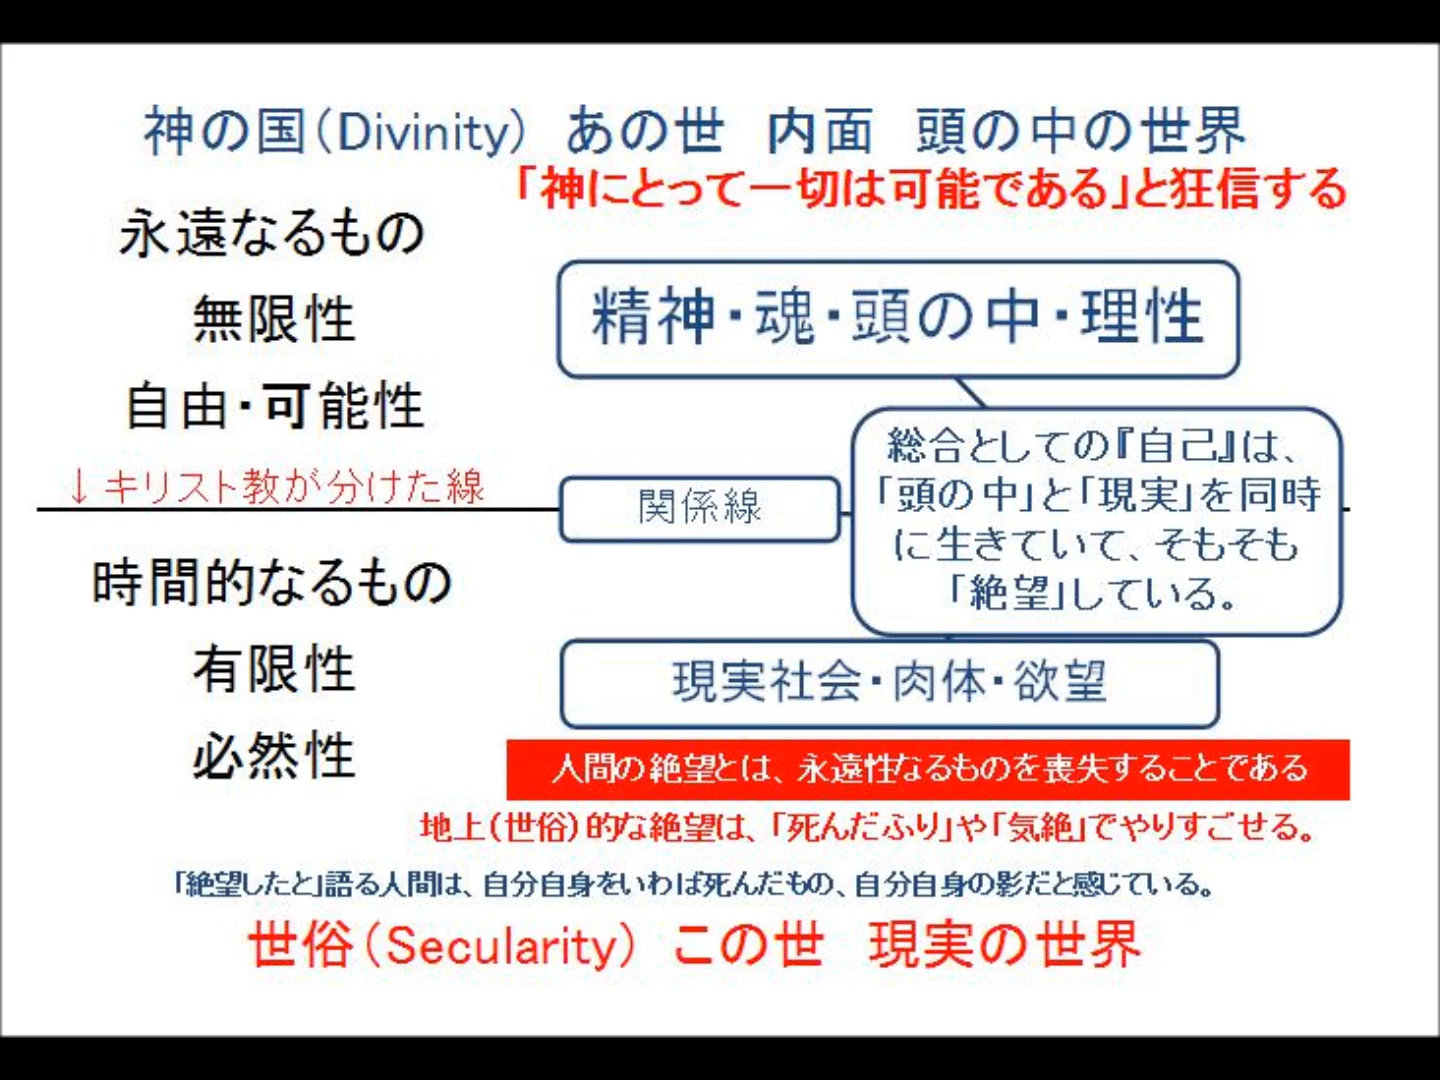 神の国(Divinity) あの世 内面 頭の中の世界
「神にとって一切は可能である」と狂信する
永遠なるもの
無限性
自由・可能性
精神・魂・頭の中・理性
↓キリスト教が分けた線
関係線
総合としての『自己』は、
「頭の中」と「現実」を同時
に生きていて、そもそも
「絶望」している。
時間的なるもの
有限性
必然性
現実社会・肉体・欲望
人間の絶望とは、永遠性なるものを喪失することである
地上(世俗)的な絶望は、「死んだふり」や「気絶」でやりすごせる。
「絶望したと」語る人間は、自分自身をいわば死んだもの、自分自身の影だと感じている。
世俗(Secularity) この世 現実の世界